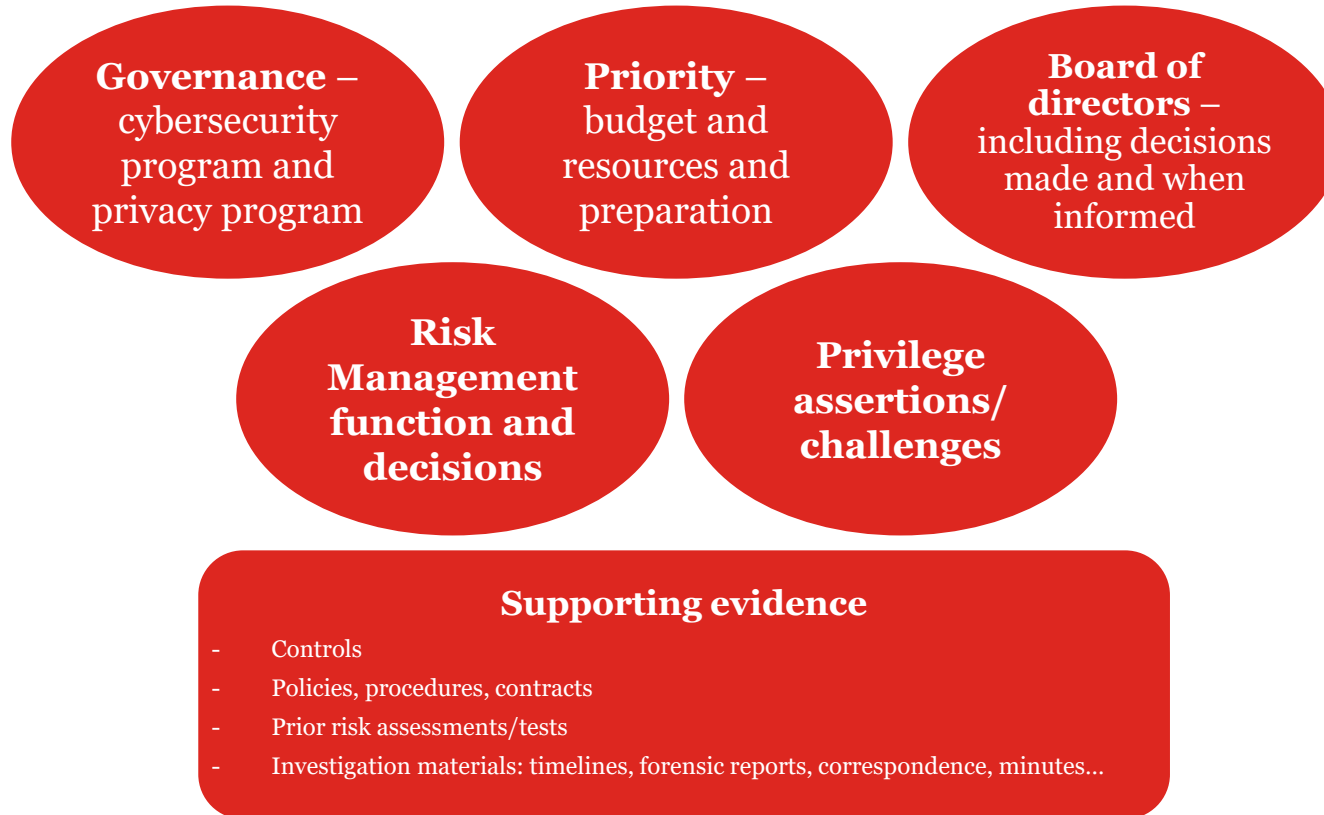 Governance –
cybersecurity
program and
privacy program
Priority –
budget and
resources and
preparation
Board of
directors –
including decisions
made and when
informed
Risk
Management
function and
decisions
Privilege
assertions/
challenges
Supporting evidence
- Controls
- Policies, procedures, contracts
- Prior risk assessments/tests
- Investigation materials: timelines, forensic reports, correspondence, minutes…